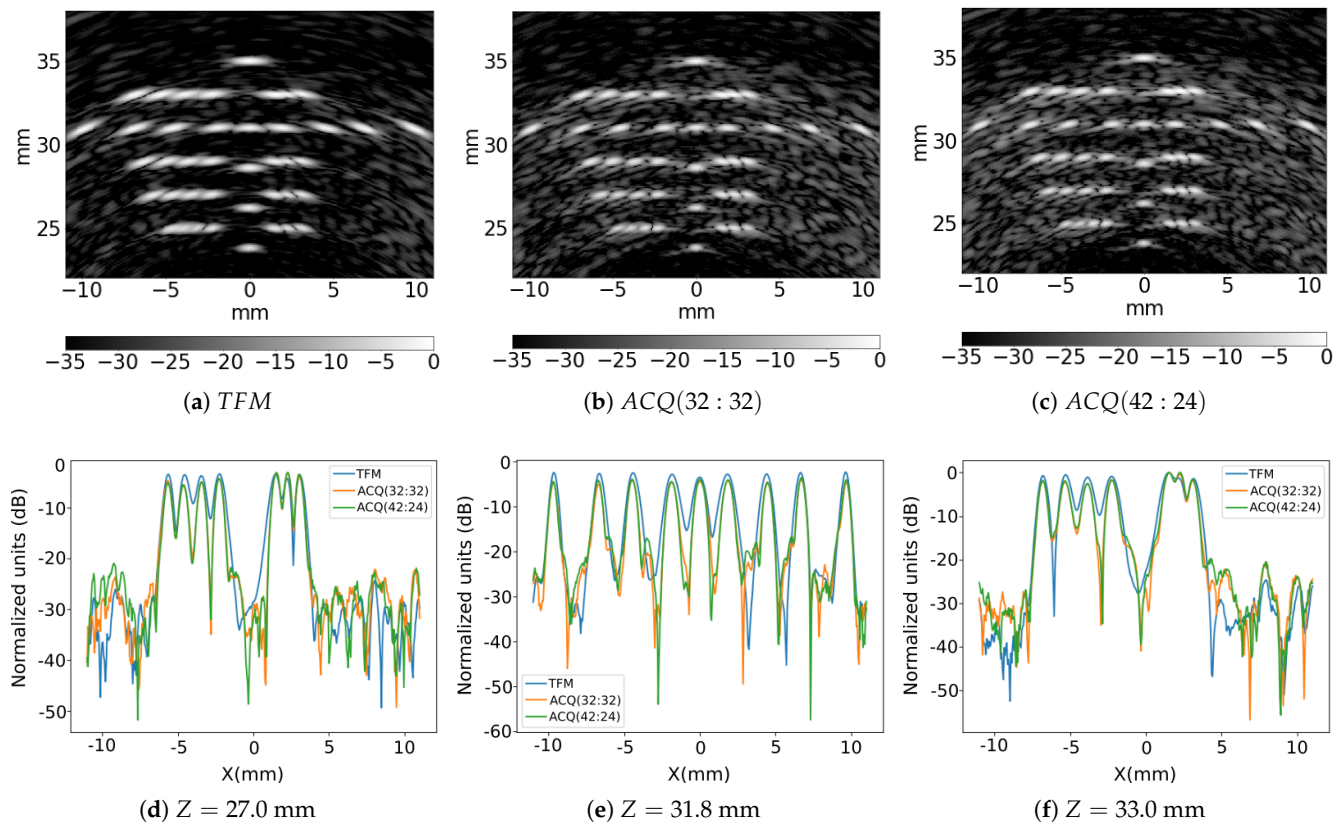 35
30
25
mm
−10 −5 0 5 10
mm
−35 −30 −25 −20 −15 −10 −5 0
(a) TFM
35
30
25
mm
−10 −5 0 5 10
mm
−35 −30 −25 −20 −15 −10 −5 0
(b) ACQ(32 : 32)
35
30
25
mm
−10 −5 0 5 10
mm
−35 −30 −25 −20 −15 −10 −5 0
(c) ACQ(42 : 24)
Normalized units (dB)
0
-10
-20
-30
-40
-50
TFM
ACQ(32:32)
ACQ(42:24)
-10 -5 0 5 10
X(mm)
(d) Z = 27.0 mm
Normalized units (dB)
0
-10
-20
-30
-40
-50
-60
TFM
ACQ(32:32)
ACQ(42:24)
-10 -5 0 5 10
X(mm)
(e) Z = 31.8 mm
Normalized units (dB)
0
-10
-20
-30
-40
-50
TFM
ACQ(32:32)
ACQ(42:24)
-10 -5 0 5 10
X(mm)
(f) Z = 33.0 mm